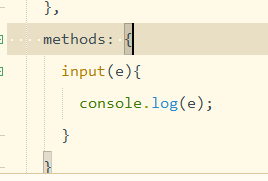 },
methods: {
input(e){
console.log(e);
}
}